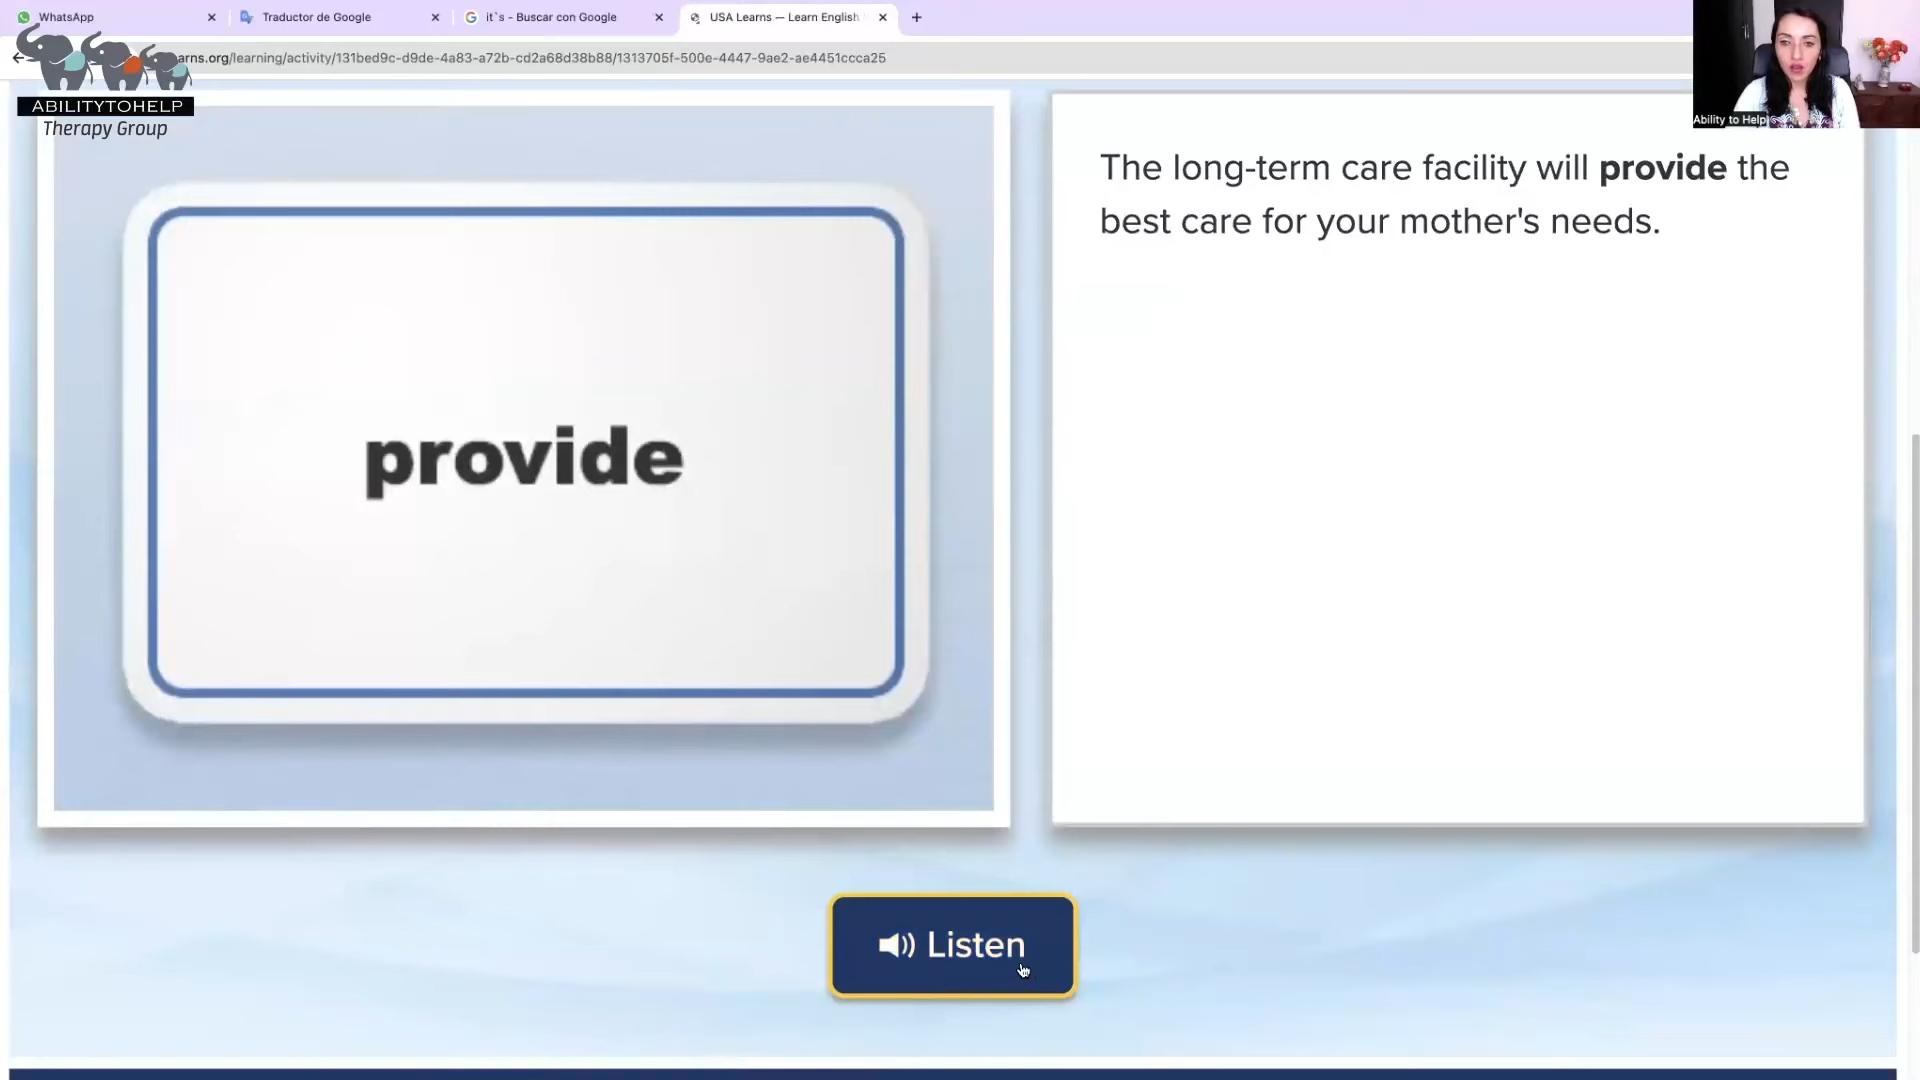 WhatsApp
Traductor de Google
it`s - Buscar con Google
USA Learns — Learn English
arns.org/learning/activity/131bed9c-d9de-4a83-a72b-cd2a68d38b88/1313705f-500e-4447-9ae2-ae4451ccca25
ABILITYTOHELP
Therapy Group
Ability to Help
The long-term care facility will provide the
best care for your mother's needs.
provide
Listen